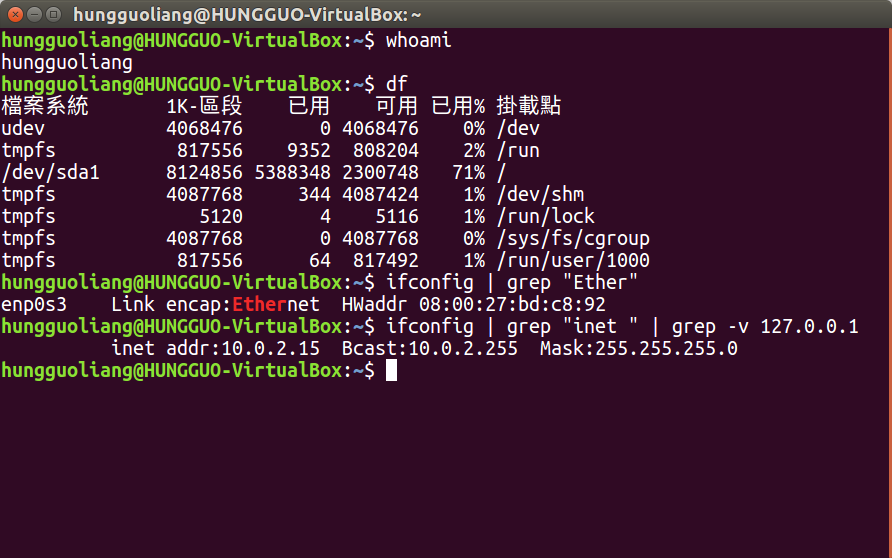 hungguoliang@HUNGGUO-VirtualBox: ~
hungguoliang@HUNGGUO-VirtualBox:~$ whoami
hungguoliang
hungguoliang@HUNGGUO-VirtualBox:~$ df
檔案系統 1K-區段 已用 可用 已用% 掛載點
udev 4068476 0 4068476 0% /dev
tmpfs 817556 9352 808204 2% /run
/dev/sda1 8124856 5388348 2300748 71% /
tmpfs 4087768 344 4087424 1% /dev/shm
tmpfs 5120 4 5116 1% /run/lock
tmpfs 4087768 0 4087768 0% /sys/fs/cgroup
tmpfs 817556 64 817492 1% /run/user/1000
hungguoliang@HUNGGUO-VirtualBox:~$ ifconfig | grep "Ether"
enp0s3 Link encap:Ethernet HWaddr 08:00:27:bd:c8:92
hungguoliang@HUNGGUO-VirtualBox:~$ ifconfig | grep "inet " | grep -v 127.0.0.1
inet addr:10.0.2.15 Bcast:10.0.2.255 Mask:255.255.255.0
hungguoliang@HUNGGUO-VirtualBox:~$